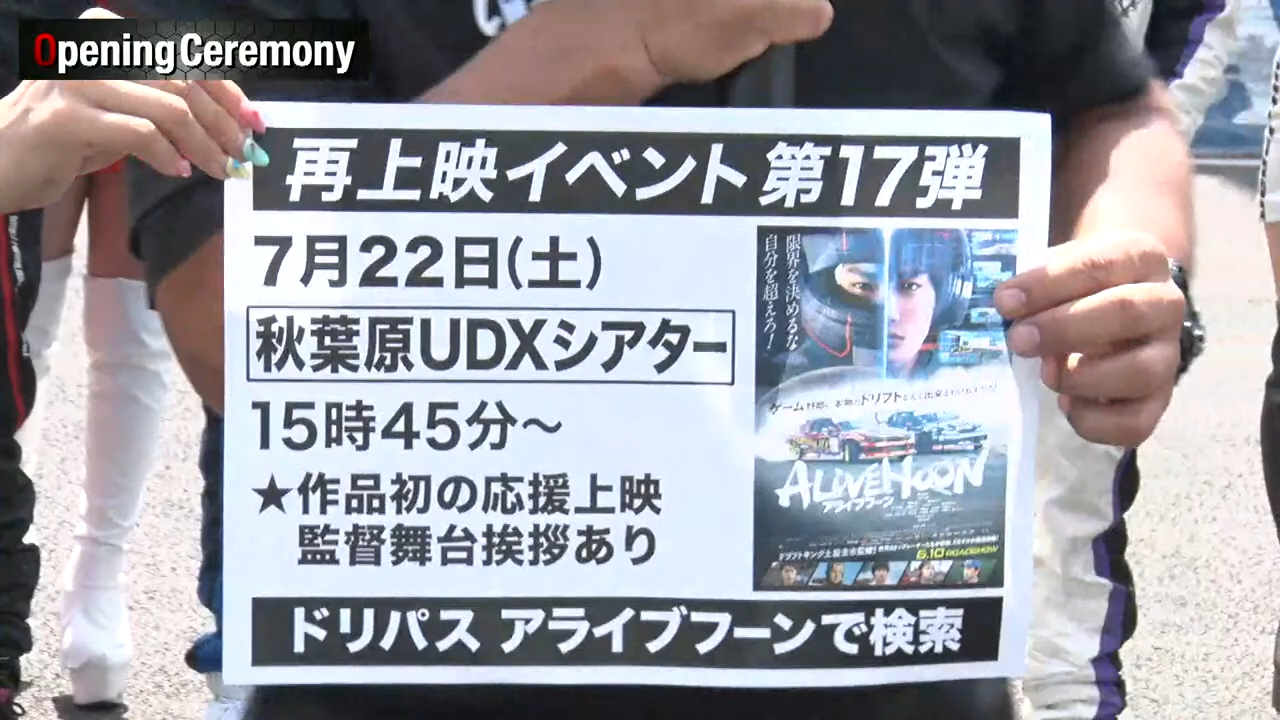 Opening Ceremony
再上映イベント 第17弾
7月22日(土)
秋葉原UDXシアター
15時45分～
★作品初の応援上映
監督舞台挨拶あり
ドリパス アライブフーンで検索
限界を決めるな
自分を超えろ!
ALIVEHOON
アライブフーン
6.10 ROADSHOW